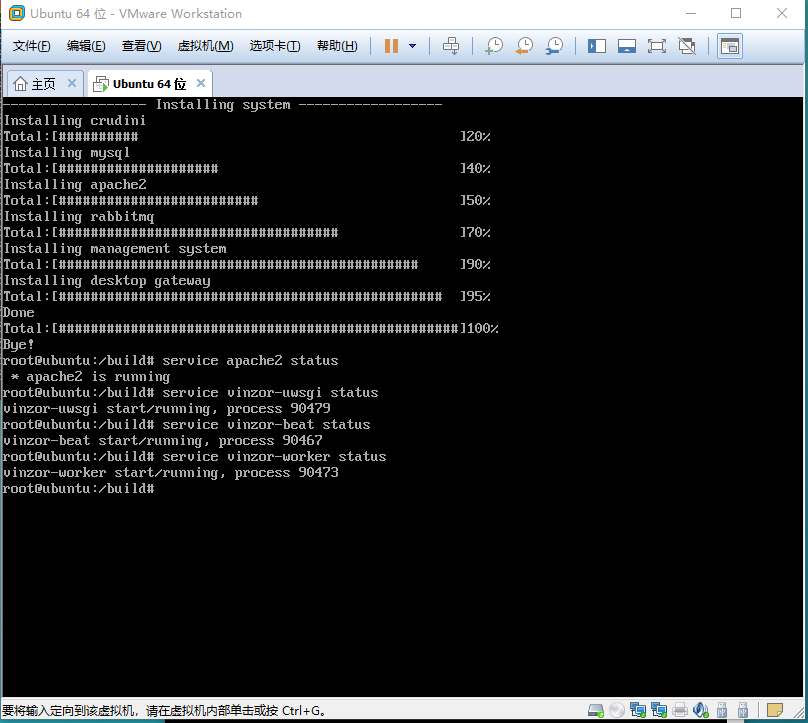 Ubuntu 64 位 - VMware Workstation
文件(F) 编辑(E) 查看(V) 虚拟机(M) 选项卡(T) 帮助(H)
主页 Ubuntu 64 位
------------------ Installing system ------------------
Installing crudini
Total:[########## ]20%
Installing mysql
Total:[#################### ]40%
Installing apache2
Total:[######################### ]50%
Installing rabbitmq
Total:[################################### ]70%
Installing management system
Total:[############################################# ]90%
Installing desktop gateway
Total:[################################################ ]95%
Done
Total:[##################################################]100%
Bye!
root@ubuntu:/build# service apache2 status
 * apache2 is running
root@ubuntu:/build# service vinzor-uwsgi status
vinzor-uwsgi start/running, process 90479
root@ubuntu:/build# service vinzor-beat status
vinzor-beat start/running, process 90467
root@ubuntu:/build# service vinzor-worker status
vinzor-worker start/running, process 90473
root@ubuntu:/build#
要将输入定向到该虚拟机，请在虚拟机内部单击或按 Ctrl+G。